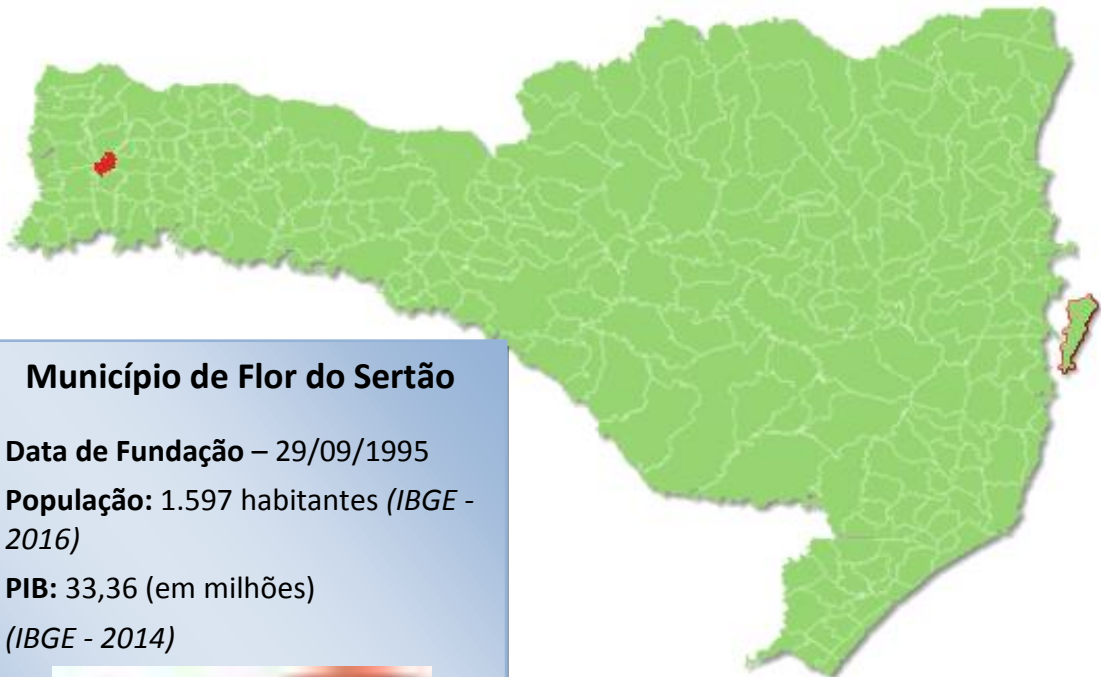 Município de Flor do Sertão
Data de Fundação – 29/09/1995
População: 1.597 habitantes (IBGE -
2016)
PIB: 33,36 (em milhões)
(IBGE - 2014)